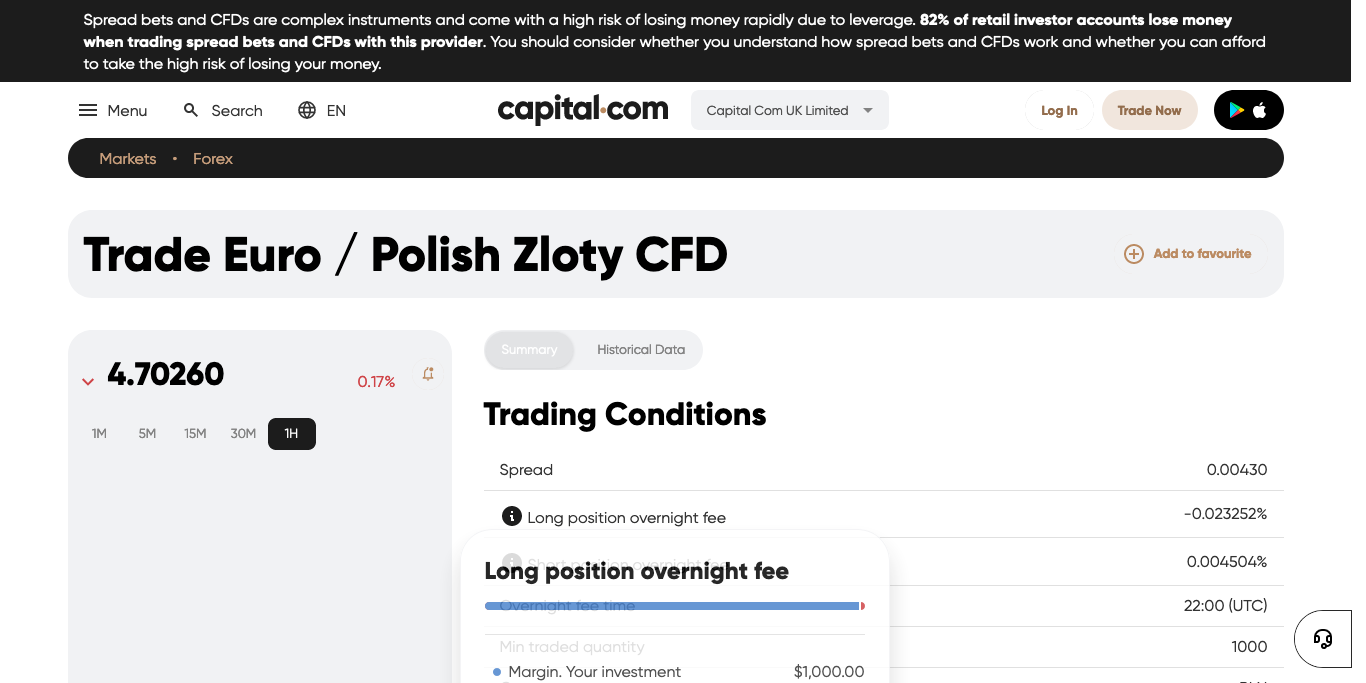 Spread bets and CFDs are complex instruments and come with a high risk of losing money rapidly due to leverage. 82% of retail investor accounts lose money
when trading spread bets and CFDs with this provider. You should consider whether you understand how spread bets and CFDs work and whether you can afford
to take the high risk of losing your money.
Menu
Search
EN
capital.com
Capital Com UK Limited
Log In
Trade Now
Markets • Forex
Trade Euro / Polish Zloty CFD
Add to favourite
4.70260
0.17%
1M 5M 15M 30M 1H
Summary
Historical Data
Trading Conditions
Spread 0.00430
Long position overnight fee -0.023252%
Short position overnight fee 0.004504%
Long position overnight fee
Overnight fee time 22:00 (UTC)
Min traded quantity 1000
Margin. Your investment $1,000.00